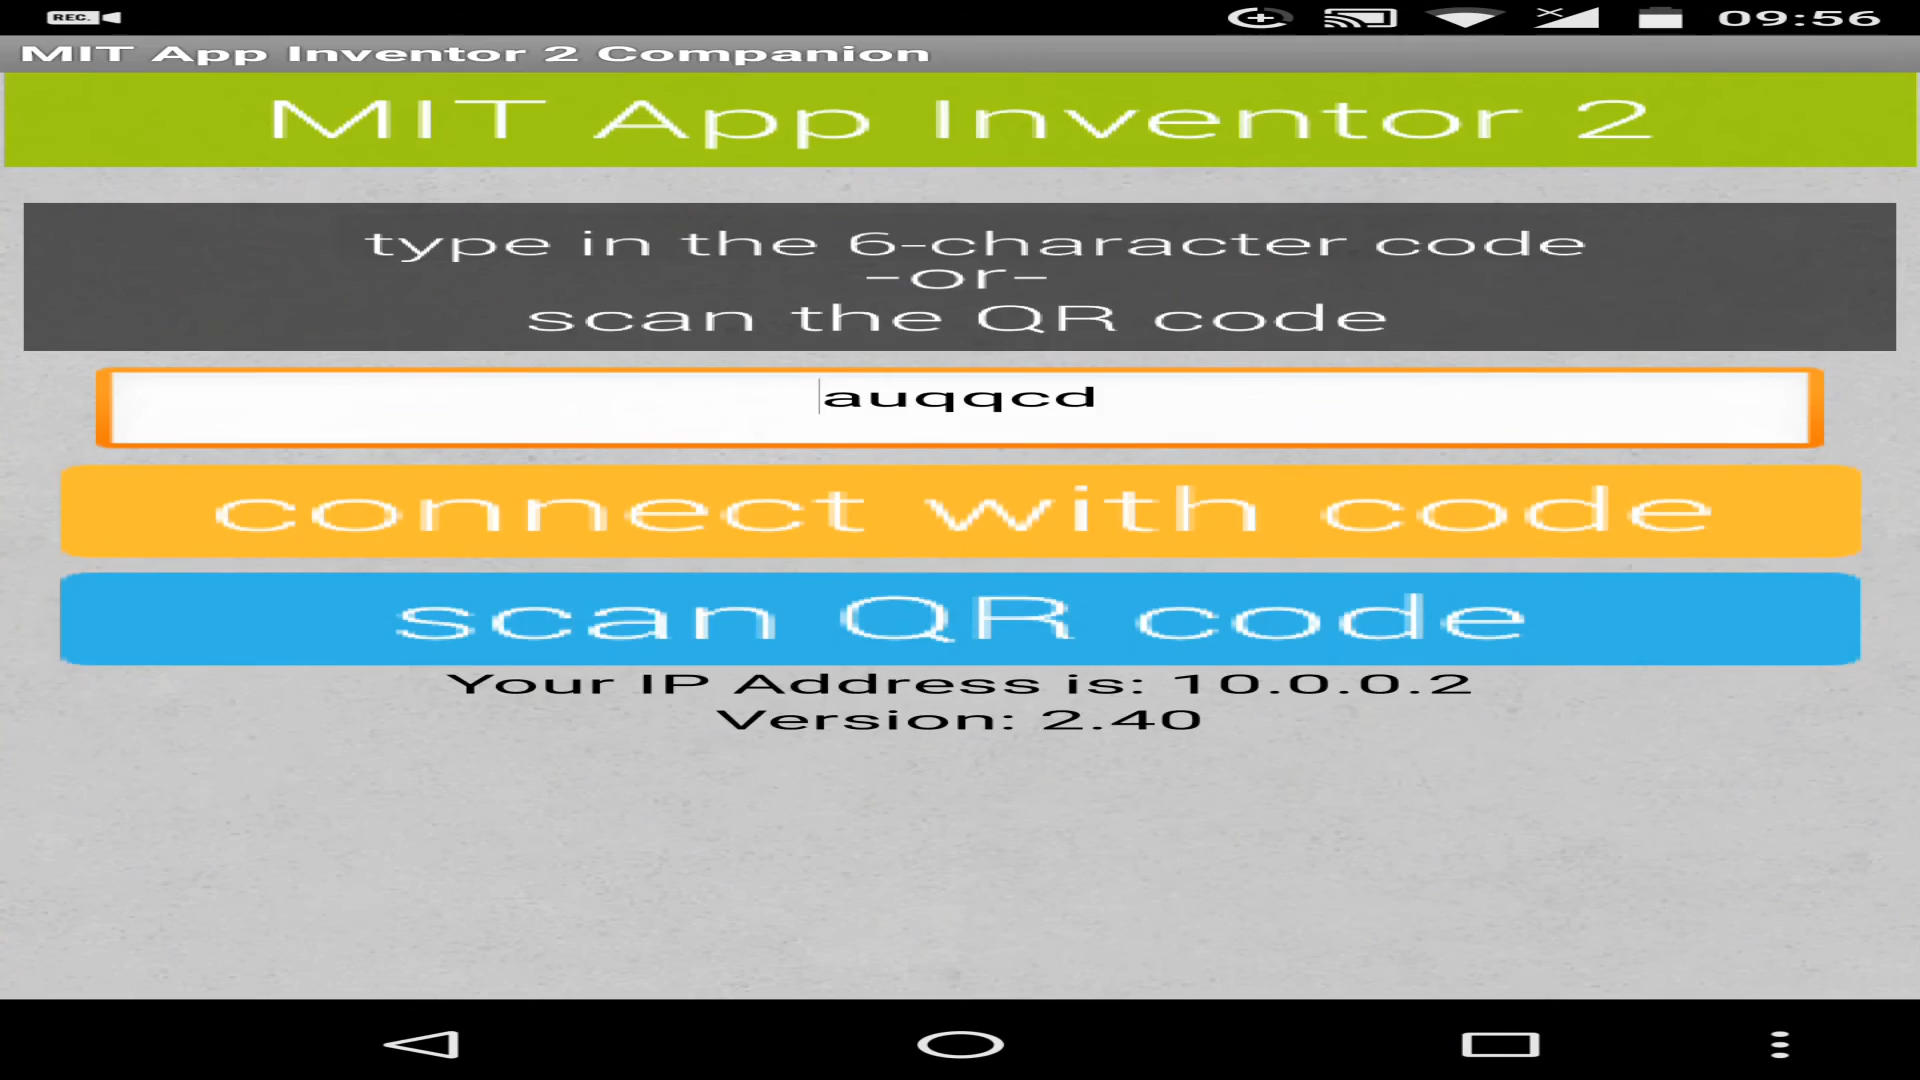 REC.
09:56
MIT App Inventor 2 Companion
MIT App Inventor 2
type in the 6-character code
-or-
scan the QR code
auqqcd
connect with code
scan QR code
Your IP Address is: 10.0.0.2
Version: 2.40